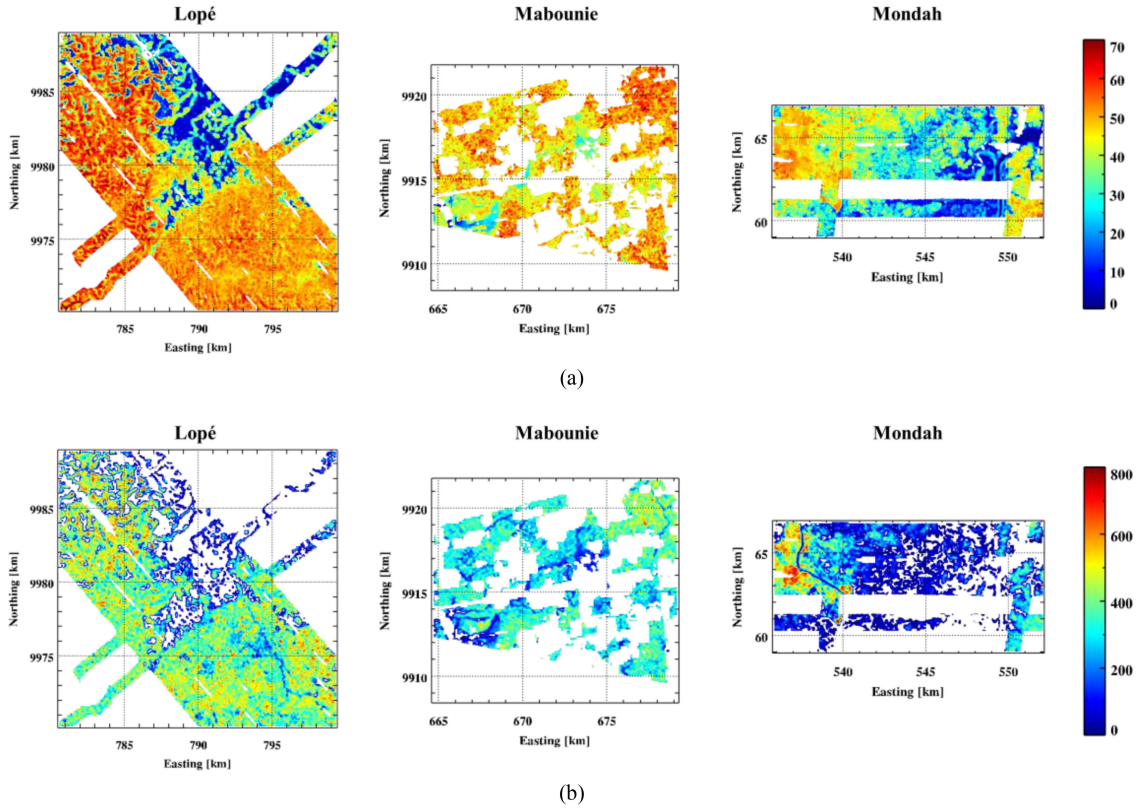 Lopé Mabounie Mondah
9985
9980
9975
Northing [km]
785 790 795
Easting [km]
9920
9915
9910
Northing [km]
665 670 675
Easting [km]
65
60
Northing [km]
540 545 550
Easting [km]
70
60
50
40
30
20
10
0
(a)
Lopé Mabounie Mondah
9985
9980
9975
Northing [km]
785 790 795
Easting [km]
9920
9915
9910
Northing [km]
665 670 675
Easting [km]
65
60
Northing [km]
540 545 550
Easting [km]
800
600
400
200
0
(b)